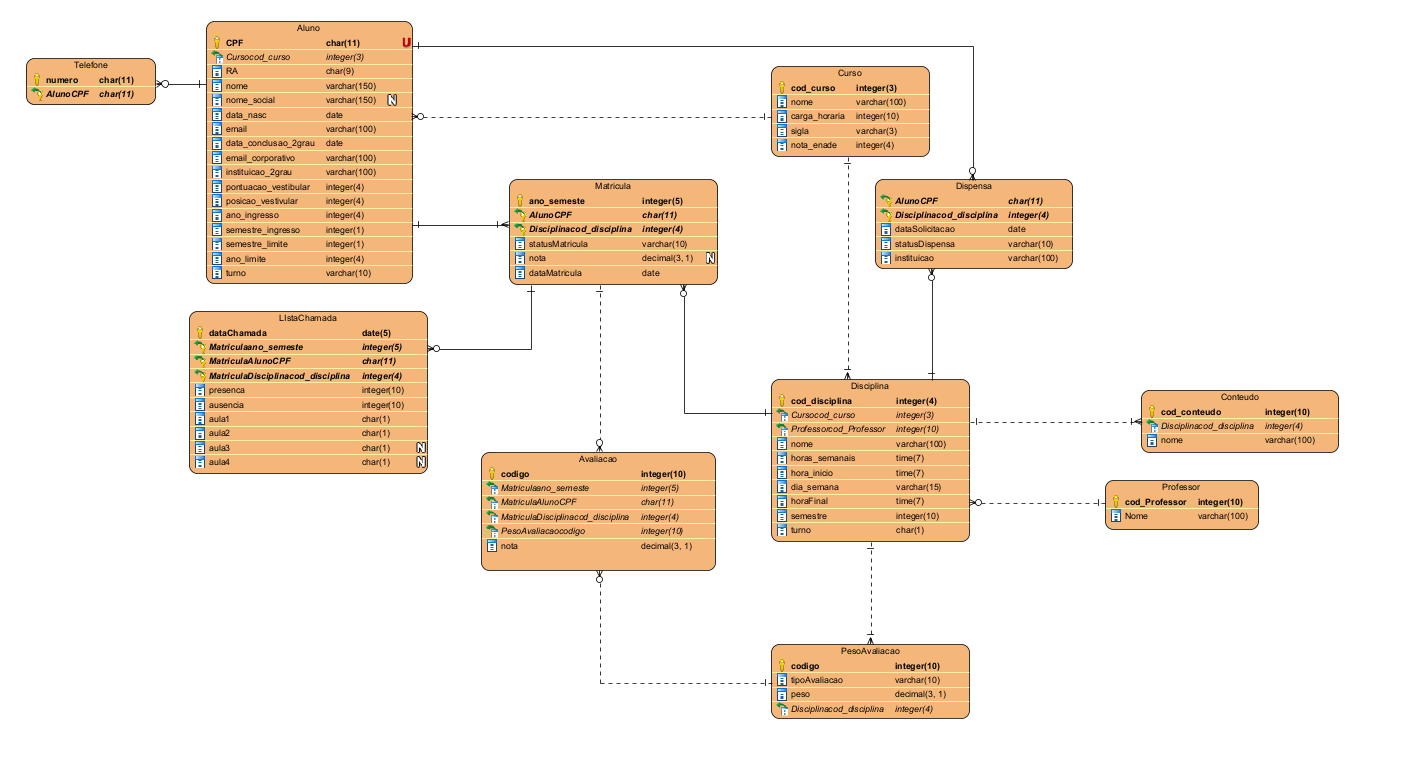 Telefone
numero char(11)
AlunoCPF char(11)
Aluno
CPF char(11) U
Cursocod_curso integer(3)
RA char(9)
nome varchar(150)
nome_social varchar(150) N
data_nasc date
email varchar(100)
data_conclusao_2grau date
email_corporativo varchar(100)
instituicao_2grau varchar(100)
pontuacao_vestibular integer(4)
posicao_vestivular integer(4)
ano_ingresso integer(4)
semestre_ingresso integer(1)
semestre_limite integer(1)
ano_limite integer(4)
turno varchar(10)
Curso
cod_curso integer(3)
nome varchar(100)
carga_horaria integer(10)
sigla varchar(3)
nota_enade integer(4)
Matricula
ano_semeste integer(5)
AlunoCPF char(11)
Disciplinacod_disciplina integer(4)
statusMatricula varchar(10)
nota decimal(3, 1) N
dataMatricula date
Dispensa
AlunoCPF char(11)
Disciplinacod_disciplina integer(4)
dataSolicitacao date
statusDispensa varchar(10)
instituicao varchar(100)
LIstaChamada
dataChamada date(5)
Matriculaano_semeste integer(5)
MatriculaAlunoCPF char(11)
MatriculaDisciplinacod_disciplina integer(4)
presenca integer(10)
ausencia integer(10)
aula1 char(1)
aula2 char(1)
aula3 char(1) N
aula4 char(1) N
Disciplina
cod_disciplina integer(4)
Cursocod_curso integer(3)
Professorcod_Professor integer(10)
nome varchar(100)
horas_semanais time(7)
hora_inicio time(7)
dia_semana varchar(15)
horaFinal time(7)
semestre integer(10)
turno char(1)
Conteudo
cod_conteudo integer(10)
Disciplinacod_disciplina integer(4)
nome varchar(100)
Avaliacao
codigo integer(10)
Matriculaano_semeste integer(5)
MatriculaAlunoCPF char(11)
MatriculaDisciplinacod_disciplina integer(4)
PesoAvaliacaocodigo integer(10)
nota decimal(3, 1)
Professor
cod_Professor integer(10)
Nome varchar(100)
PesoAvaliacao
codigo integer(10)
tipoAvaliacao varchar(10)
peso decimal(3, 1)
Disciplinacod_disciplina integer(4)